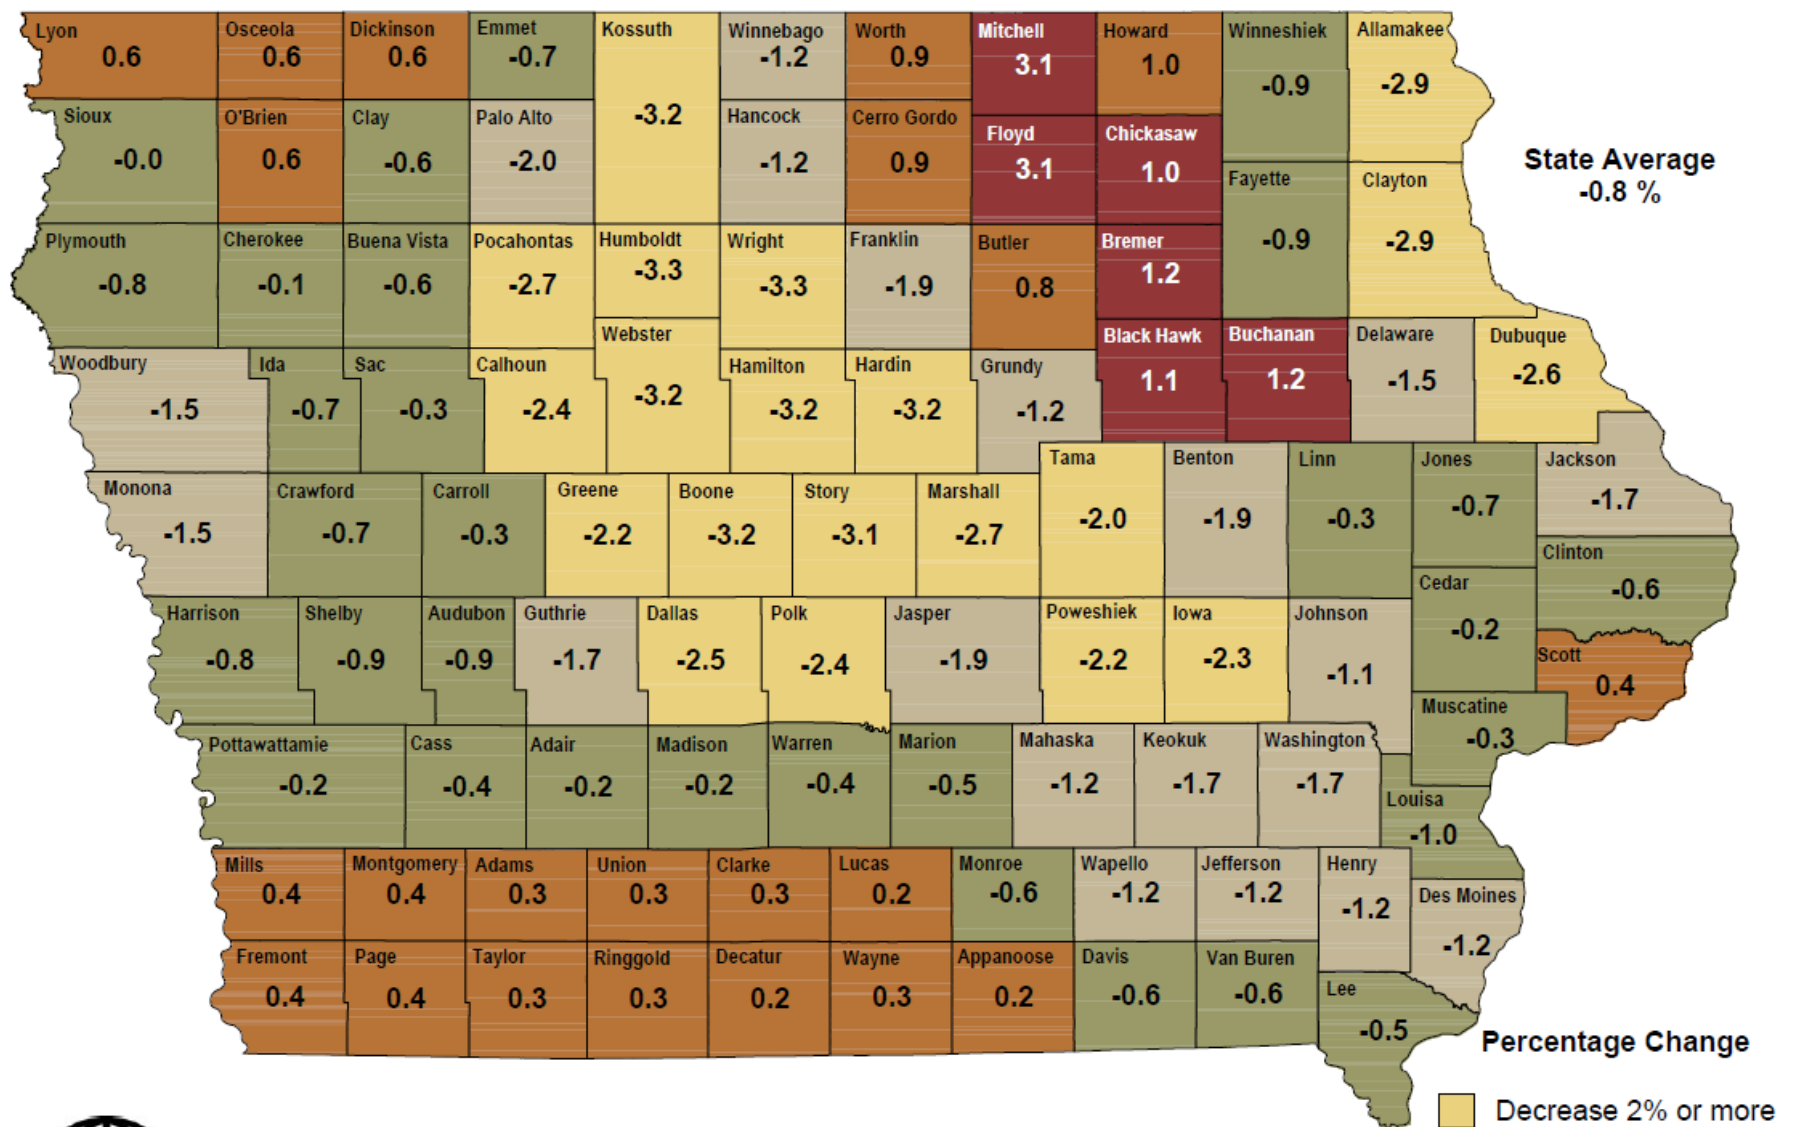 Lyon
0.6
Osceola
0.6
Dickinson
0.6
Emmet
-0.7
Kossuth
-3.2
Winnebago
-1.2
Worth
0.9
Mitchell
3.1
Howard
1.0
Winneshiek
-0.9
Allamakee
-2.9
Sioux
-0.0
O'Brien
0.6
Clay
-0.6
Palo Alto
-2.0
Hancock
-1.2
Cerro Gordo
0.9
Floyd
3.1
Chickasaw
1.0
Fayette
-0.9
Clayton
-2.9
State Average
-0.8 %
Plymouth
-0.8
Cherokee
-0.1
Buena Vista
-0.6
Pocahontas
-2.7
Humboldt
-3.3
Wright
-3.3
Franklin
-1.9
Butler
0.8
Bremer
1.2
Woodbury
-1.5
Ida
-0.7
Sac
-0.3
Calhoun
-2.4
Webster
-3.2
Hamilton
-3.2
Hardin
-3.2
Grundy
-1.2
Black Hawk
1.1
Buchanan
1.2
Delaware
-1.5
Dubuque
-2.6
Monona
-1.5
Crawford
-0.7
Carroll
-0.3
Greene
-2.2
Boone
-3.2
Story
-3.1
Marshall
-2.7
Tama
-2.0
Benton
-1.9
Linn
-0.3
Jones
-0.7
Jackson
-1.7
Clinton
-0.6
Harrison
-0.8
Shelby
-0.9
Audubon
-0.9
Guthrie
-1.7
Dallas
-2.5
Polk
-2.4
Jasper
-1.9
Poweshiek
-2.2
Iowa
-2.3
Johnson
-1.1
Cedar
-0.2
Scott
0.4
Muscatine
-0.3
Pottawattamie
-0.2
Cass
-0.4
Adair
-0.2
Madison
-0.2
Warren
-0.4
Marion
-0.5
Mahaska
-1.2
Keokuk
-1.7
Washington
-1.7
Louisa
-1.0
Mills
0.4
Montgomery
0.4
Adams
0.3
Union
0.3
Clarke
0.3
Lucas
0.2
Monroe
-0.6
Wapello
-1.2
Jefferson
-1.2
Henry
-1.2
Des Moines
-1.2
Fremont
0.4
Page
0.4
Taylor
0.3
Ringgold
0.3
Decatur
0.2
Wayne
0.3
Appanoose
0.2
Davis
-0.6
Van Buren
-0.6
Lee
-0.5
Percentage Change
Decrease 2% or more